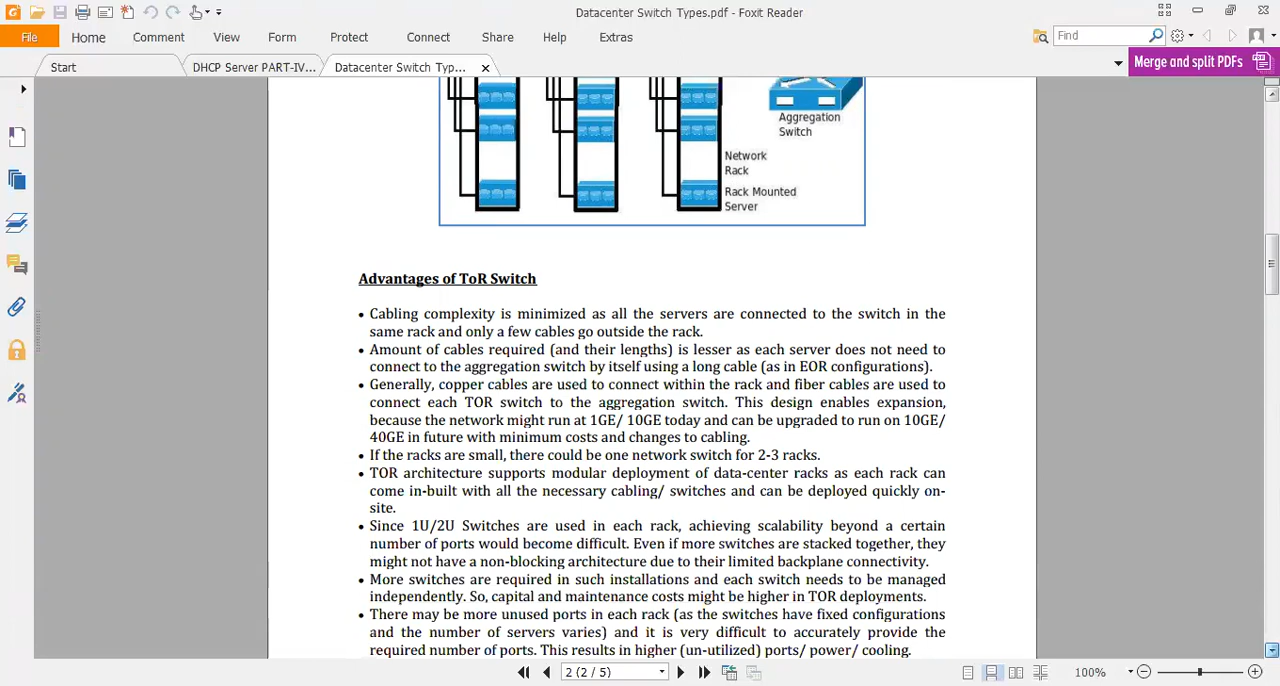 Datacenter Switch Types.pdf - Foxit Reader
File Home Comment View Form Protect Connect Share Help Extras Find
Start DHCP Server PART-IV... Datacenter Switch Typ... Merge and split PDFs
Aggregation
Switch
Network
Rack
Rack Mounted
Server
Advantages of ToR Switch
• Cabling complexity is minimized as all the servers are connected to the switch in the
same rack and only a few cables go outside the rack.
• Amount of cables required (and their lengths) is lesser as each server does not need to
connect to the aggregation switch by itself using a long cable (as in EOR configurations).
• Generally, copper cables are used to connect within the rack and fiber cables are used to
connect each TOR switch to the aggregation switch. This design enables expansion,
because the network might run at 1GE/ 10GE today and can be upgraded to run on 10GE/
40GE in future with minimum costs and changes to cabling.
• If the racks are small, there could be one network switch for 2-3 racks.
• TOR architecture supports modular deployment of data-center racks as each rack can
come in-built with all the necessary cabling/ switches and can be deployed quickly on-
site.
• Since 1U/2U Switches are used in each rack, achieving scalability beyond a certain
number of ports would become difficult. Even if more switches are stacked together, they
might not have a non-blocking architecture due to their limited backplane connectivity.
• More switches are required in such installations and each switch needs to be managed
independently. So, capital and maintenance costs might be higher in TOR deployments.
• There may be more unused ports in each rack (as the switches have fixed configurations
and the number of servers varies) and it is very difficult to accurately provide the
required number of ports. This results in higher (un-utilized) ports/ power/ cooling.
2 (2 / 5) 100%